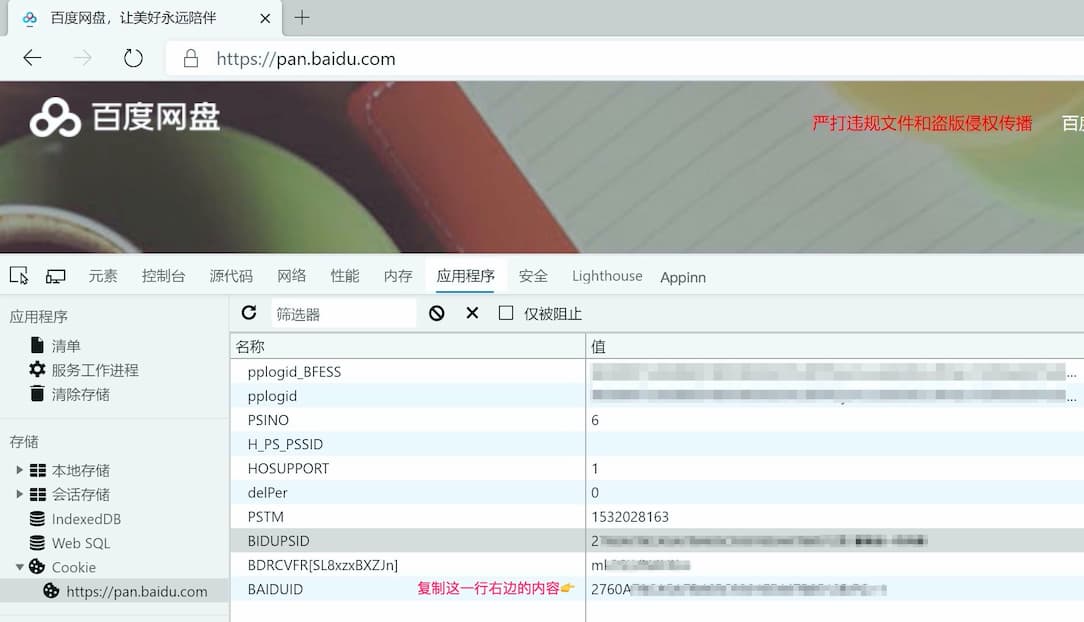 百度网盘，让美好永远陪伴
https://pan.baidu.com
百度网盘
严打违规文件和盗版侵权传播
百度
元素 控制台 源代码 网络 性能 内存 应用程序 安全 Lighthouse Appinn
应用程序
清单
服务工作进程
清除存储
存储
本地存储
会话存储
IndexedDB
Web SQL
Cookie
https://pan.baidu.com
筛选器 仅被阻止
名称 值
pplogid_BFESS ...
pplogid ...
PSINO 6
H_PS_PSSID
HOSUPPORT 1
delPer 0
PSTM 1532028163
BIDUPSID 2
BDRCVFR[SL8xzxBXZJn] mk
BAIDUID 复制这一行右边的内容👉 2760A